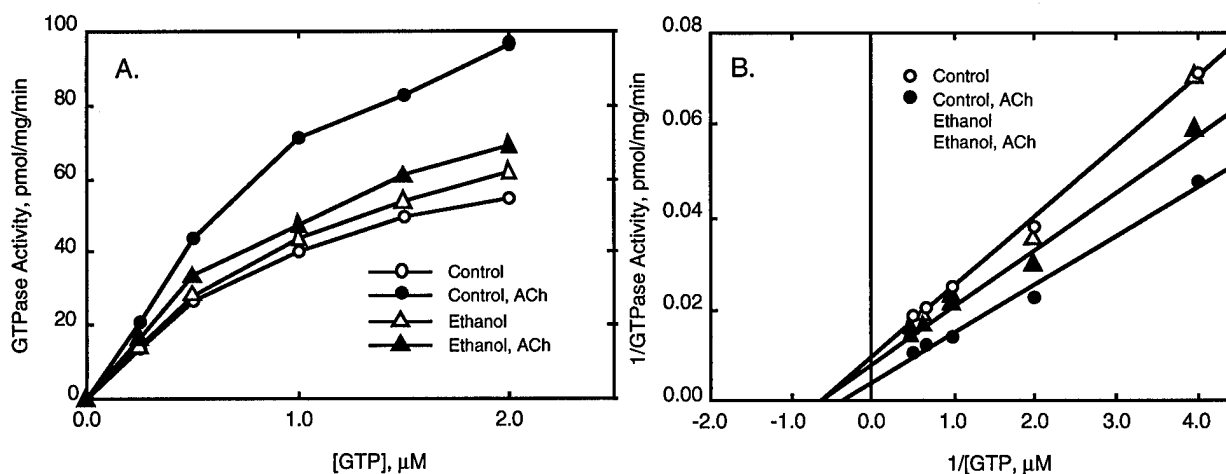 A.
GTPase Activity, pmol/mg/min
100
80
60
40
20
0
0.0
1.0
2.0
[GTP], μM
Control
Control, ACh
Ethanol
Ethanol, ACh
B.
1/GTPase Activity, pmol/mg/min
0.08
0.06
0.04
0.02
0.00
-2.0
-1.0
0.0
1.0
2.0
3.0
4.0
1/[GTP, μM
Control
Control, ACh
Ethanol
Ethanol, ACh